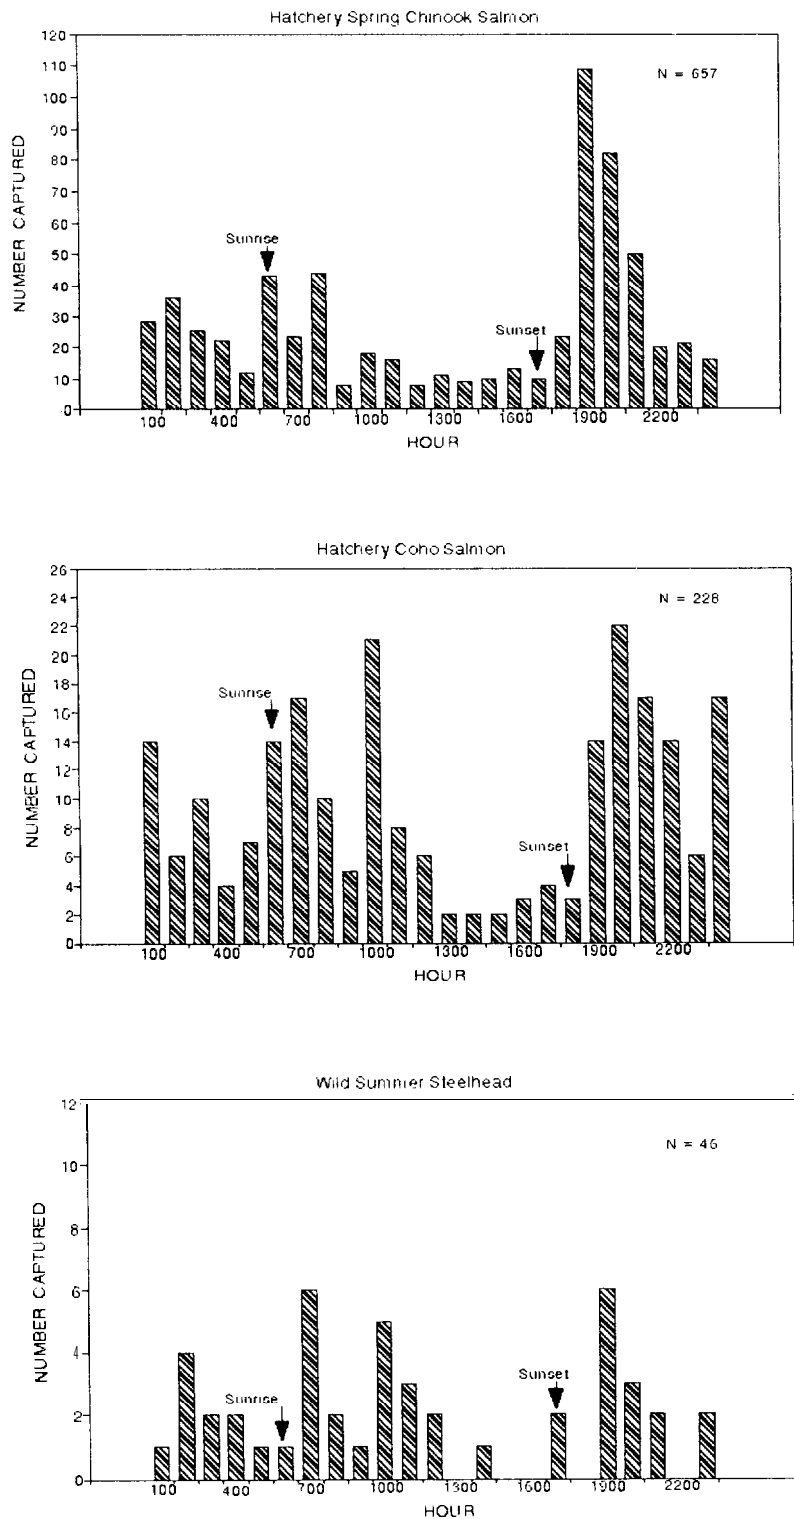 Hatchery Spring Chinook Salmon
120
110
100
90
80
70
60
50
40
30
20
10
0
NUMBER CAPTURED
N = 657
Sunrise
Sunset
100 400 700 1000 1300 1600 1900 2200
HOUR
Hatchery Coho Salmon
26
24
22
20
18
16
14
12
10
8
6
4
2
0
NUMBER CAPTURED
N = 228
Sunrise
Sunset
100 400 700 1000 1300 1600 1900 2200
HOUR
Wild Summer Steelhead
12
10
8
6
4
2
0
NUMBER CAPTURED
N = 46
Sunrise
Sunset
100 400 700 1000 1300 1600 1900 2200
HOUR